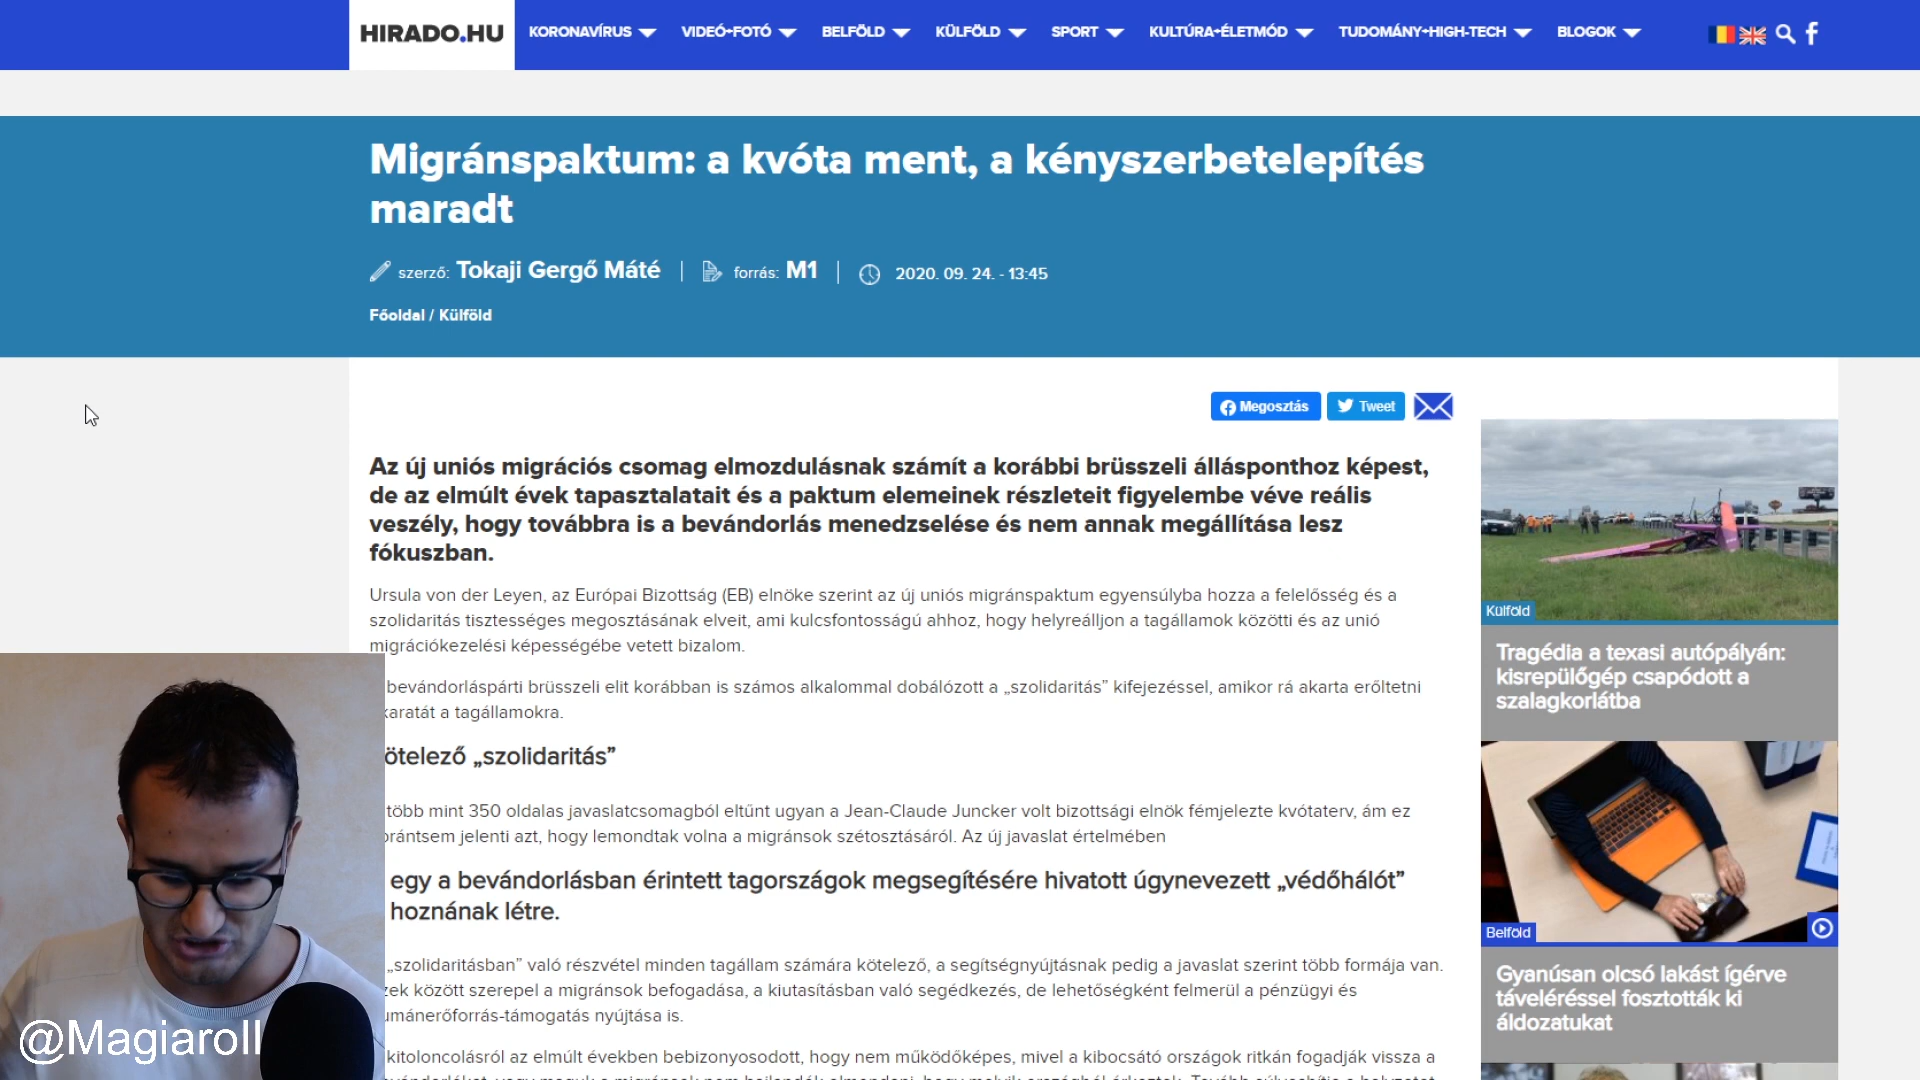 HIRADO.HU
KORONAVÍRUS VIDEÓ+FOTÓ BELFÖLD KÜLFÖLD SPORT KULTÚRA+ÉLETMÓD TUDOMÁNY+HIGH-TECH BLOGOK
Migránspaktum: a kvóta ment, a kényszerbetelepítés
maradt
szerző: Tokaji Gergő Máté | forrás: M1 | 2020. 09. 24. - 13:45
Főoldal / Külföld
Megosztás Tweet
Az új uniós migrációs csomag elmozdulásnak számít a korábbi brüsszeli állásponthoz képest,
de az elmúlt évek tapasztalatait és a paktum elemeinek részleteit figyelembe véve reális
veszély, hogy továbbra is a bevándorlás menedzselése és nem annak megállítása lesz
fókuszban.
Ursula von der Leyen, az Európai Bizottság (EB) elnöke szerint az új uniós migránspaktum egyensúlyba hozza a felelősség és a
szolidaritás tisztességes megosztásának elveit, ami kulcsfontosságú ahhoz, hogy helyreálljon a tagállamok közötti és az unió
migrációkezelési képességébe vetett bizalom.
bevándorláspárti brüsszeli elit korábban is számos alkalommal dobálózott a „szolidaritás” kifejezéssel, amikor rá akarta erőltetni
karatát a tagállamokra.
ötelező „szolidaritás”
több mint 350 oldalas javaslatcsomagból eltűnt ugyan a Jean-Claude Juncker volt bizottsági elnök fémjelezte kvótaterv, ám ez
orántsem jelenti azt, hogy lemondtak volna a migránsok szétosztásáról. Az új javaslat értelmében
egy a bevándorlásban érintett tagországok megsegítésére hivatott úgynevezett „védőhálót”
hoznának létre.
„szolidaritásban” való részvétel minden tagállam számára kötelező, a segítségnyújtásnak pedig a javaslat szerint több formája van.
zek között szerepel a migránsok befogadása, a kiutasításban való segédkezés, de lehetőségként felmerül a pénzügyi és
umánerőforrás-támogatás nyújtása is.
kitoloncolásról az elmúlt években bebizonyosodott, hogy nem működőképes, mivel a kibocsátó országok ritkán fogadják vissza a
Külföld
Tragédia a texasi autópályán:
kisrepülőgép csapódott a
szalagkorlátba
Belföld
Gyanúsan olcsó lakást ígérve
táveléréssel fosztották ki
áldozatukat
@Magiaroll